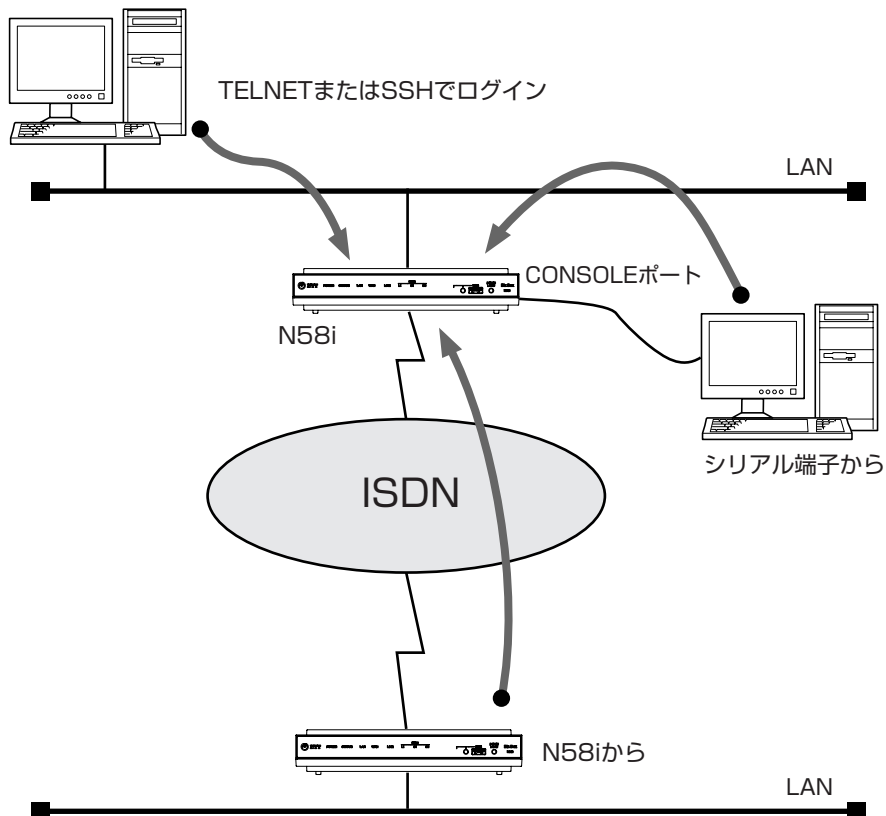 TELNETまたはSSHでログイン
LAN
CONSOLEポート
N58i
シリアル端子から
ISDN
N58iから
LAN